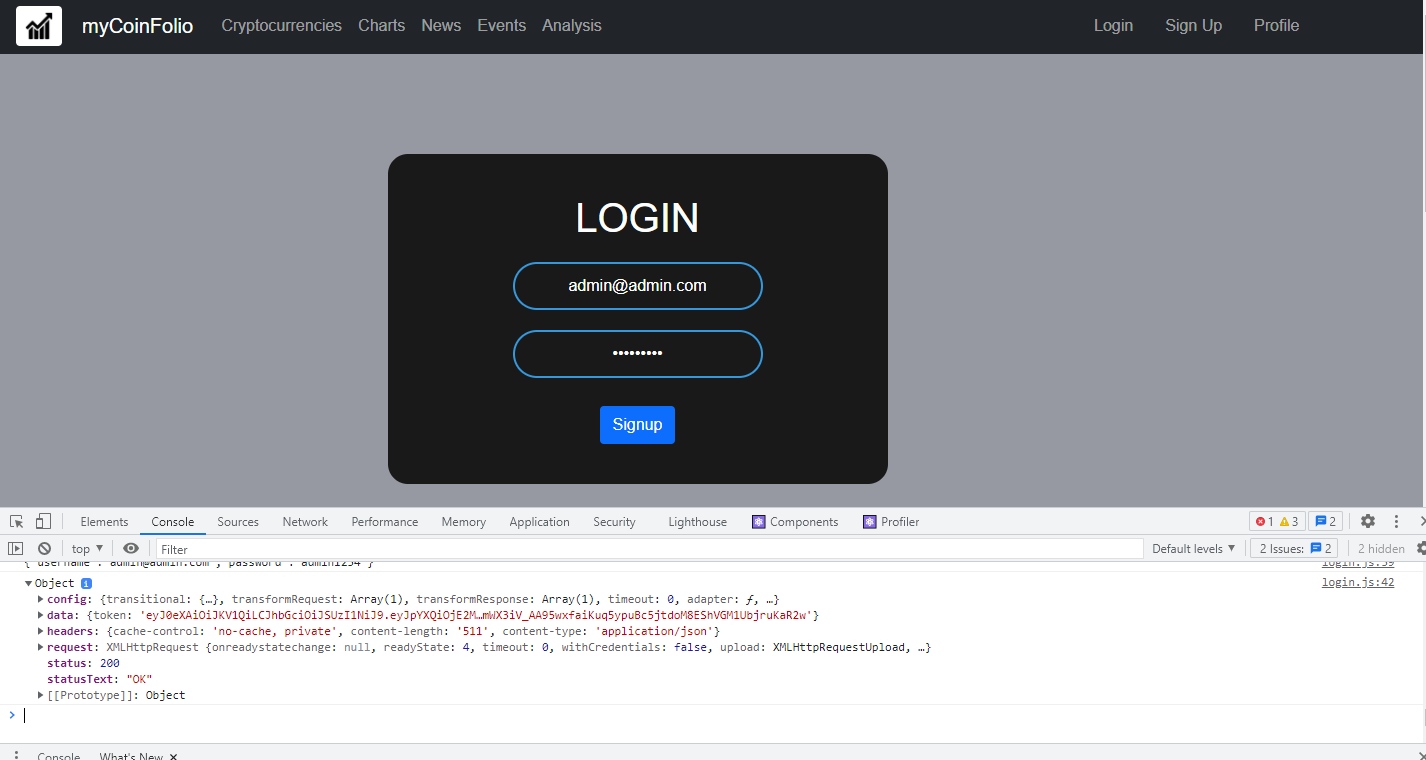 myCoinFolio Cryptocurrencies Charts News Events Analysis Login Sign Up Profile
LOGIN
admin@admin.com
•••••••••
Signup
Elements Console Sources Network Performance Memory Application Security Lighthouse Components Profiler 1 3 2
top ▼ Filter Default levels ▼ 2 Issues: 2 2 hidden
{"username":"admin@admin.com","password":"admin1234"} login.js:39
▼Object i login.js:42
▶ config: {transitional: {…}, transformRequest: Array(1), transformResponse: Array(1), timeout: 0, adapter: ƒ, …}
▶ data: {token: 'eyJ0eXAiOiJKV1QiLCJhbGciOiJSUzI1NiJ9.eyJpYXQiOjE2M…mWX3iV_AA95wxfaiKuq5ypuBc5jtdoM8EShVGM1UbjruKaR2w'}
▶ headers: {cache-control: 'no-cache, private', content-length: '511', content-type: 'application/json'}
▶ request: XMLHttpRequest {onreadystatechange: null, readyState: 4, timeout: 0, withCredentials: false, upload: XMLHttpRequestUpload, …}
status: 200
statusText: "OK"
▶ [[Prototype]]: Object
>
Console What's New ×